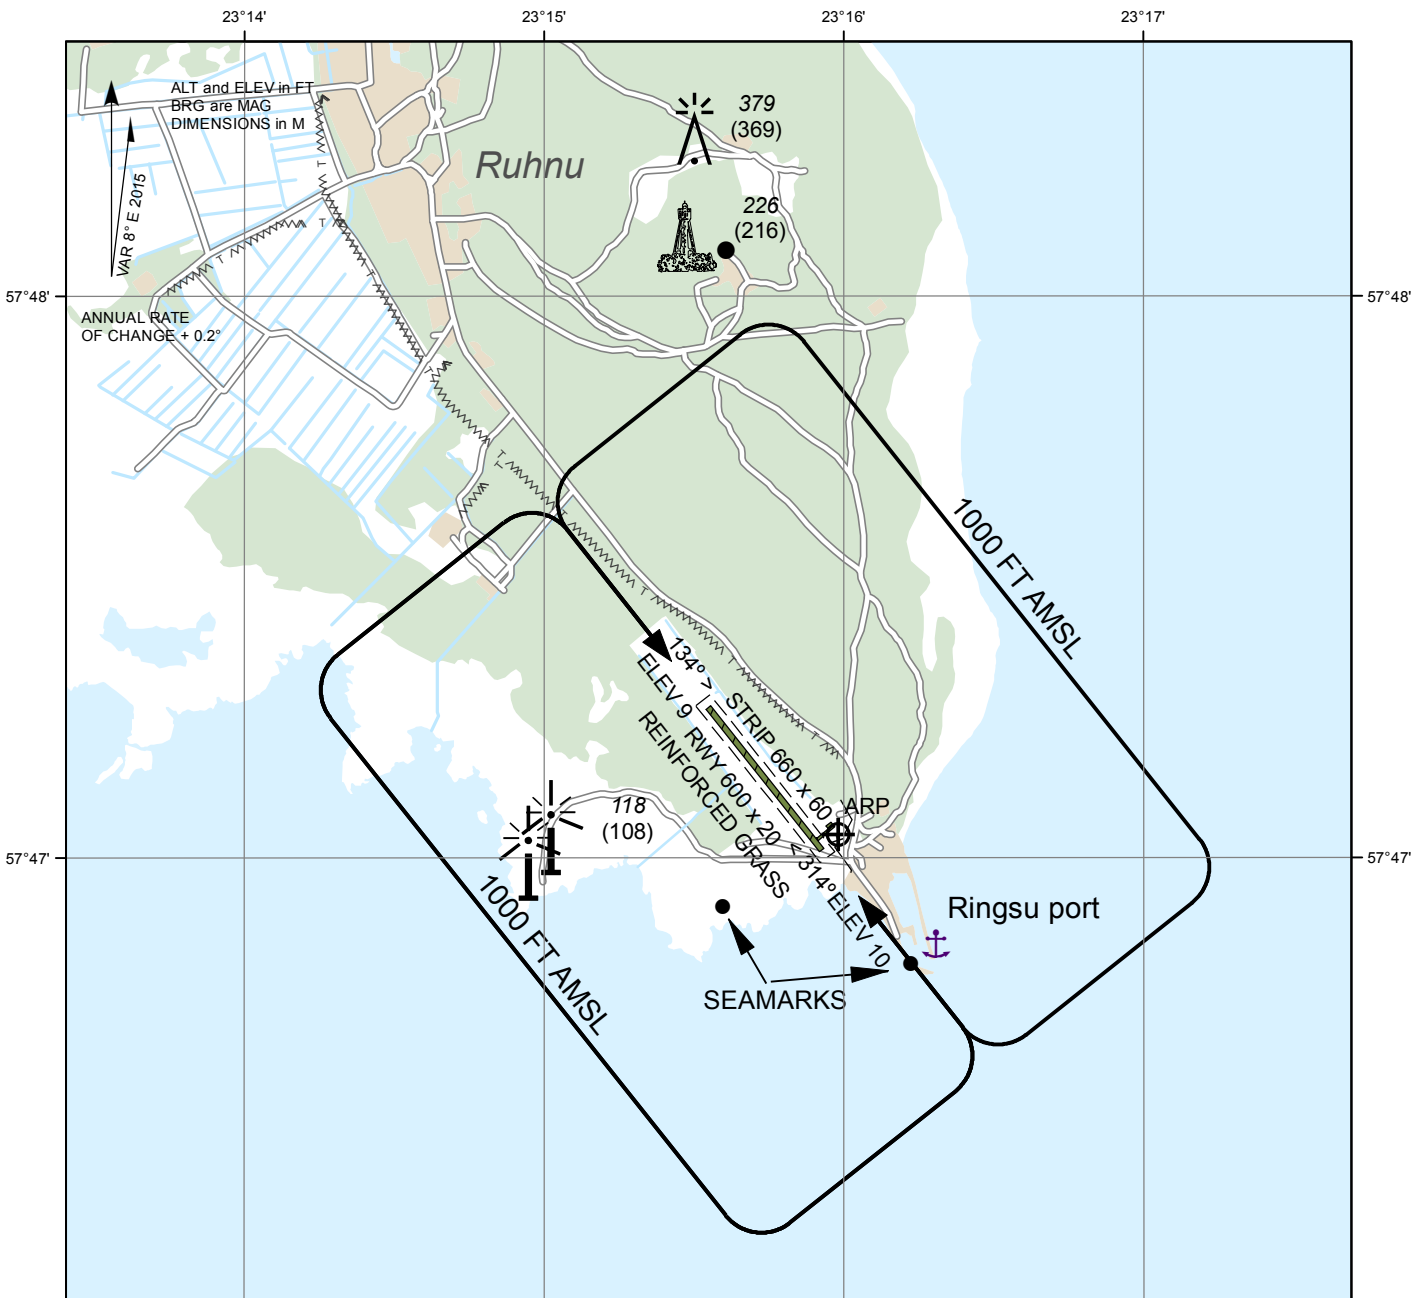 23°14' 23°15' 23°16' 23°17'
ALT and ELEV in FT
BRG are MAG
DIMENSIONS in M
VAR 8° E 2015
ANNUAL RATE
OF CHANGE + 0.2°
Ruhnu
379
(369)
226
(216)
57°48' 57°48'
1000 FT AMSL
134° >
ELEV 9
STRIP 660 x 60
RWY 600 x 20
REINFORCED GRASS
< 314°
ELEV 10
ARP
118
(108)
57°47' 57°47'
1000 FT AMSL
Ringsu port
SEAMARKS
T
T
T
T
T
T
T
T
T
T
T
T
T
T